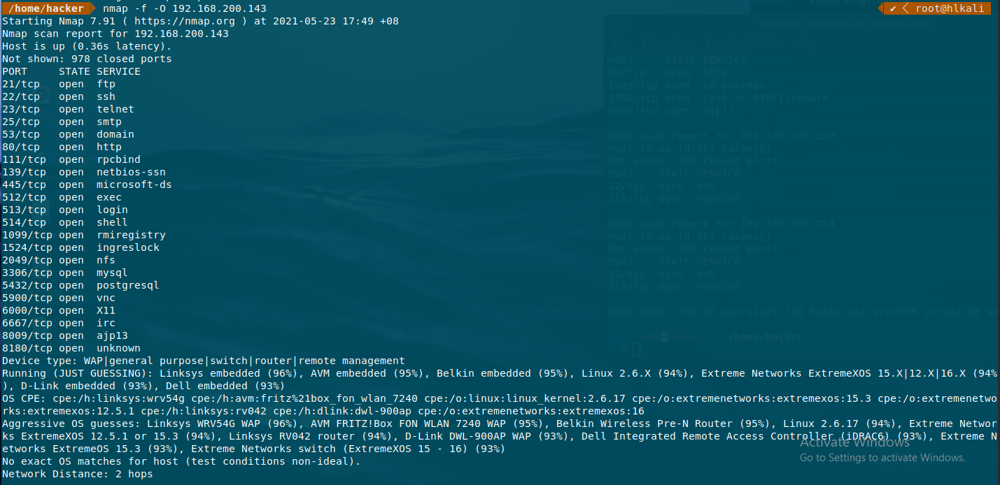 /home/hacker nmap -f -O 192.168.200.143 ✔ root@hlkali
Starting Nmap 7.91 ( https://nmap.org ) at 2021-05-23 17:49 +08
Nmap scan report for 192.168.200.143
Host is up (0.36s latency).
Not shown: 978 closed ports
PORT STATE SERVICE
21/tcp open ftp
22/tcp open ssh
23/tcp open telnet
25/tcp open smtp
53/tcp open domain
80/tcp open http
111/tcp open rpcbind
139/tcp open netbios-ssn
445/tcp open microsoft-ds
512/tcp open exec
513/tcp open login
514/tcp open shell
1099/tcp open rmiregistry
1524/tcp open ingreslock
2049/tcp open nfs
3306/tcp open mysql
5432/tcp open postgresql
5900/tcp open vnc
6000/tcp open X11
6667/tcp open irc
8009/tcp open ajp13
8180/tcp open unknown
Device type: WAP|general purpose|switch|router|remote management
Running (JUST GUESSING): Linksys embedded (96%), AVM embedded (95%), Belkin embedded (95%), Linux 2.6.X (94%), Extreme Networks ExtremeXOS 15.X|12.X|16.X (94%
), D-Link embedded (93%), Dell embedded (93%)
OS CPE: cpe:/h:linksys:wrv54g cpe:/h:avm:fritz%21box_fon_wlan_7240 cpe:/o:linux:linux_kernel:2.6.17 cpe:/o:extremenetworks:extremexos:15.3 cpe:/o:extremenetwo
rks:extremexos:12.5.1 cpe:/h:linksys:rv042 cpe:/h:dlink:dwl-900ap cpe:/o:extremenetworks:extremexos:16
Aggressive OS guesses: Linksys WRV54G WAP (96%), AVM FRITZ!Box FON WLAN 7240 WAP (95%), Belkin Wireless Pre-N Router (95%), Linux 2.6.17 (94%), Extreme Networ
ks ExtremeXOS 12.5.1 or 15.3 (94%), Linksys RV042 router (94%), D-Link DWL-900AP WAP (93%), Dell Integrated Remote Access Controller (iDRAC6) (93%), Extreme N
etworks ExtremeOS 15.3 (93%), Extreme Networks switch (ExtremeXOS 15 - 16) (93%)
No exact OS matches for host (test conditions non-ideal).
Network Distance: 2 hops
Terminal - root@hlkali: /home/hacker
File Edit View Terminal Tabs Help
PORT STATE SERVICE
80/tcp open http
1049/tcp open td-postman
1050/tcp open java-or-OTGfileshare
8009/tcp open ajp13
Nmap scan report for 192.168.200.252
Host is up (0.55s latency).
Not shown: 998 closed ports
PORT STATE SERVICE
22/tcp open ssh
111/tcp open rpcbind
Nmap scan report for 192.168.200.253
Host is up (0.56s latency).
Not shown: 998 closed ports
PORT STATE SERVICE
22/tcp open ssh
111/tcp open rpcbind
Nmap done: 256 IP addresses (49 hosts up) scanned in 924.08 se
root hlkali /home/hacker
#
Activate Windows
Go to Settings to activate Windows.